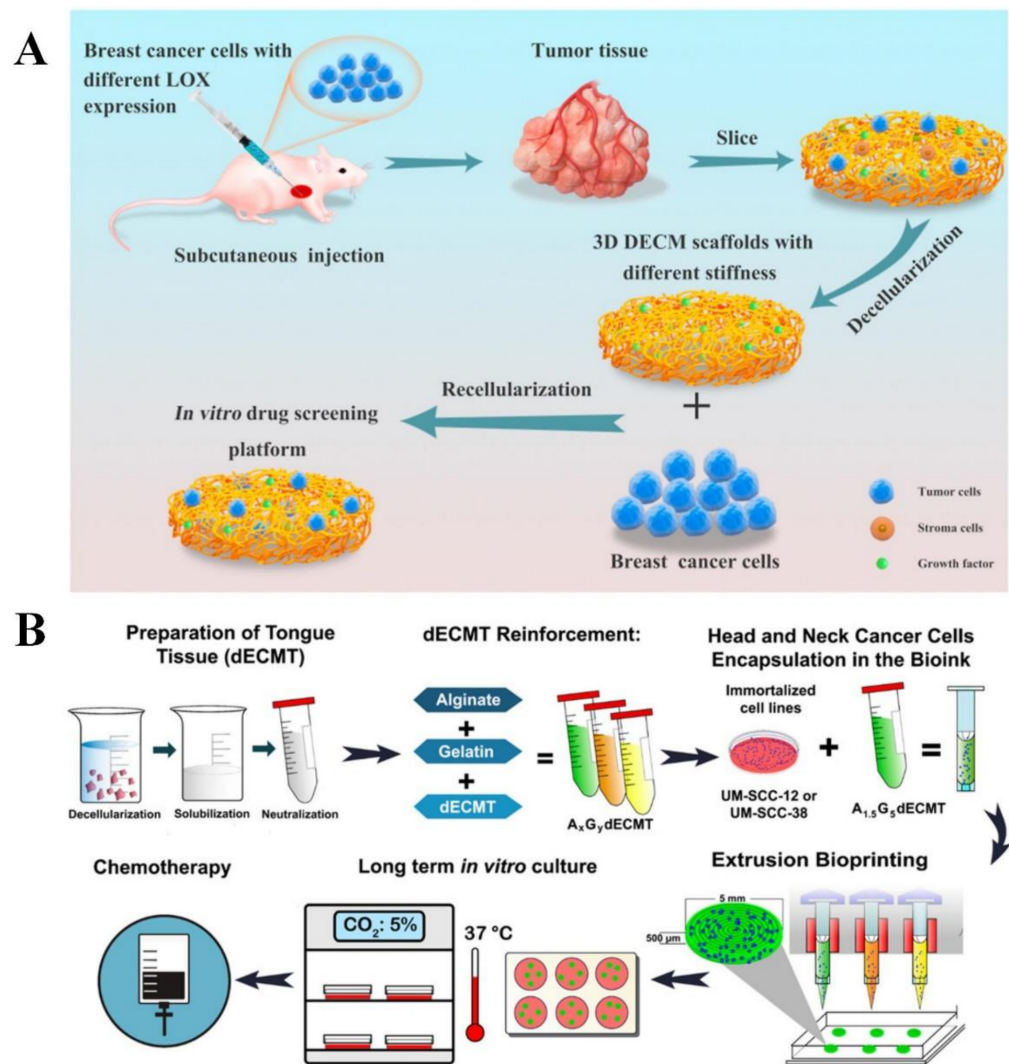 A
Breast cancer cells with
different LOX
expression
Tumor tissue
Slice
Subcutaneous injection
3D DECM scaffolds with
different stiffness
Decellularization
Recellularization
In vitro drug screening
platform
Breast cancer cells
Tumor cells
Stroma cells
Growth factor
B
Preparation of Tongue
Tissue (dECMT)
Decellularization
Solubilization
Neutralization
dECMT Reinforcement:
Alginate
+
Gelatin
+
dECMT
=
AxGydECMT
Head and Neck Cancer Cells
Encapsulation in the Bioink
Immortalized
cell lines
+
=
UM-SCC-12 or
UM-SCC-38
A1.5G5dECMT
Chemotherapy
Long term in vitro culture
CO2: 5%
37 °C
Extrusion Bioprinting
5 mm
500 µm